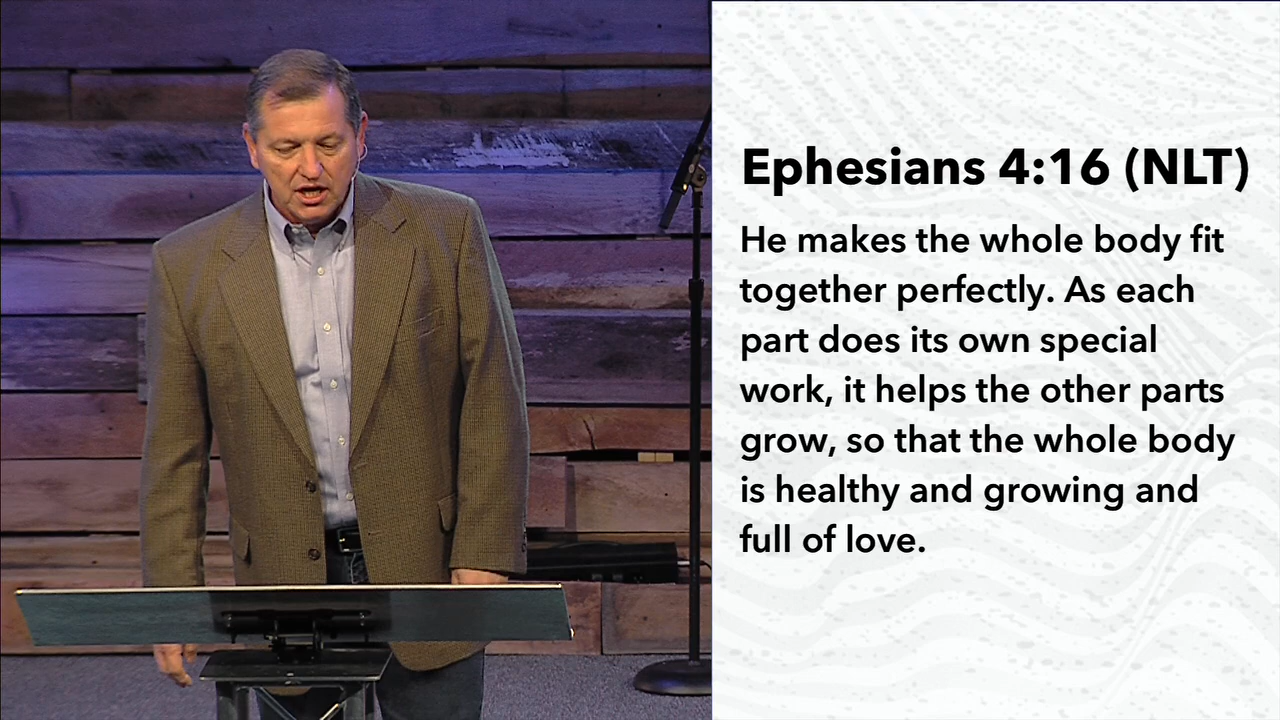 Ephesians 4:16 (NLT)
He makes the whole body fit
together perfectly. As each
part does its own special
work, it helps the other parts
grow, so that the whole body
is healthy and growing and
full of love.